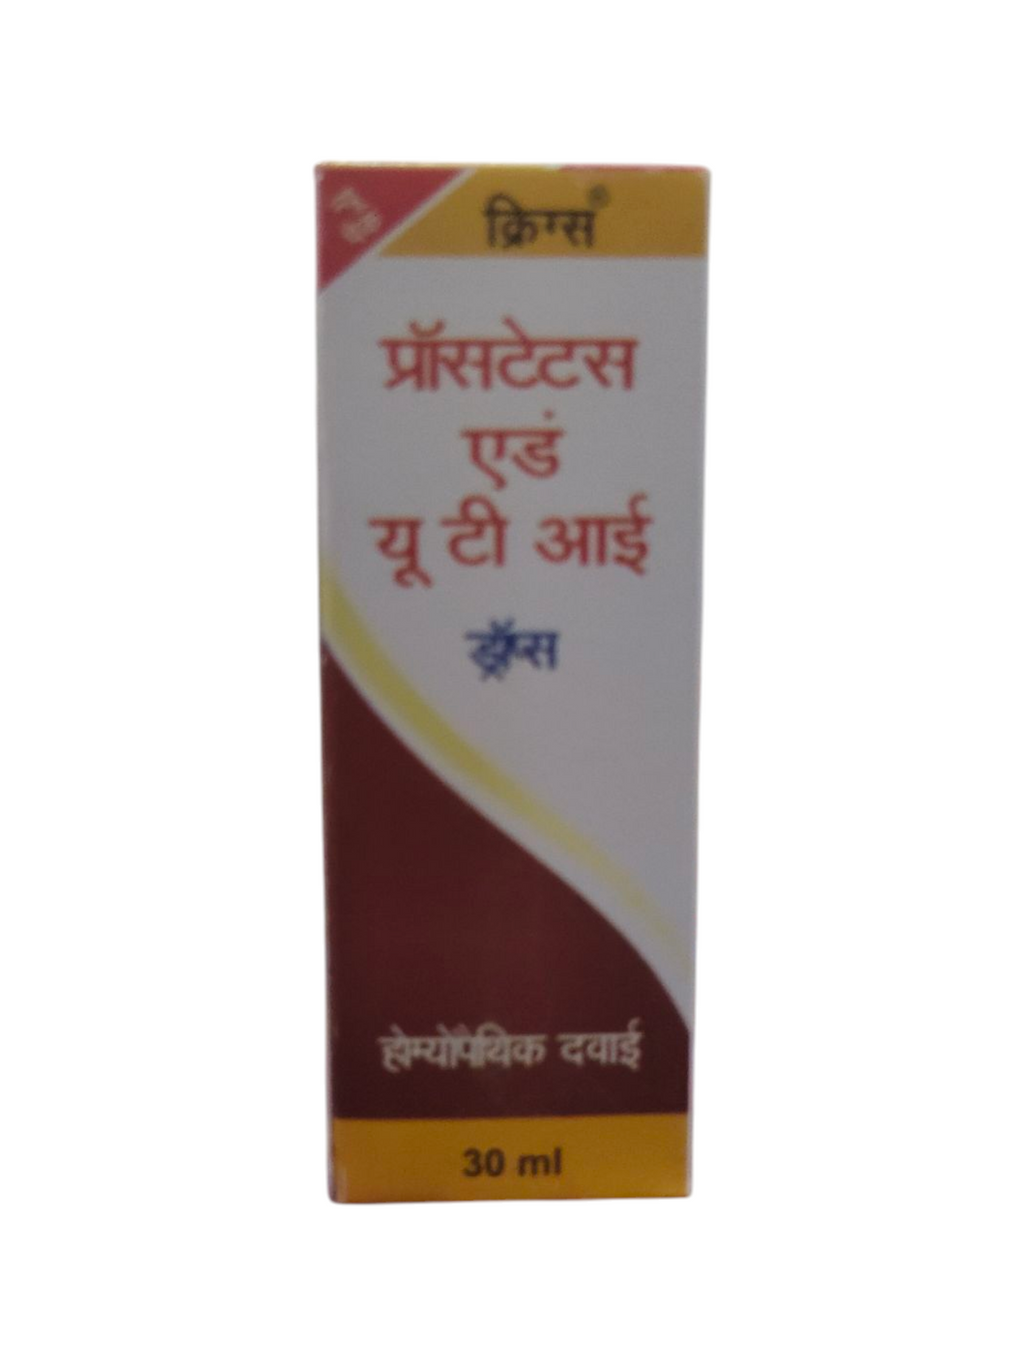 क्रिग्स®
प्रॉसटेटस
एडं
यू टी आई
ड्रॉप्स
होम्योपैथिक दवाई
30 ml